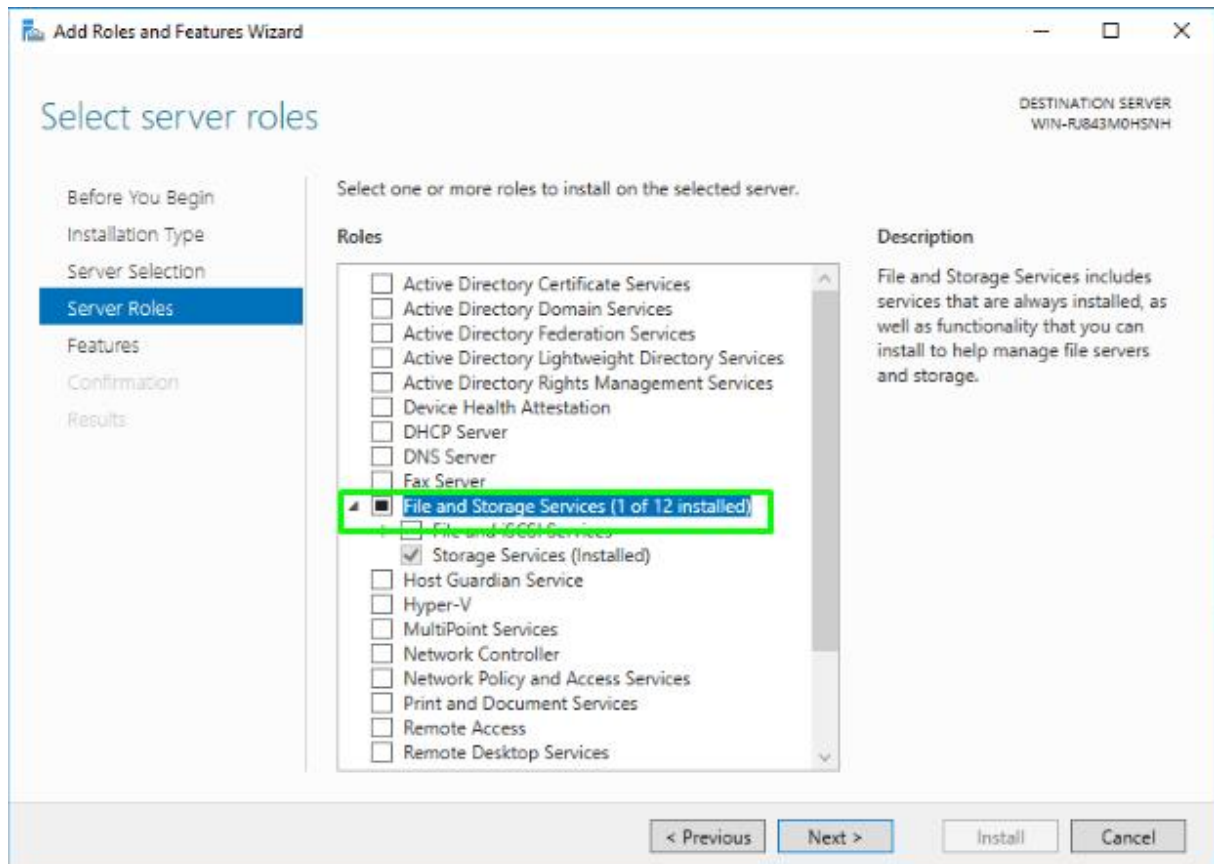 Add Roles and Features Wizard
Select server roles
DESTINATION SERVER
WIN-RJ843M0HSNH
Before You Begin
Installation Type
Server Selection
Server Roles
Features
Confirmation
Results
Select one or more roles to install on the selected server.
Roles
Active Directory Certificate Services
Active Directory Domain Services
Active Directory Federation Services
Active Directory Lightweight Directory Services
Active Directory Rights Management Services
Device Health Attestation
DHCP Server
DNS Server
Fax Server
File and Storage Services (1 of 12 installed)
File and iSCSI Services
Storage Services (Installed)
Host Guardian Service
Hyper-V
MultiPoint Services
Network Controller
Network Policy and Access Services
Print and Document Services
Remote Access
Remote Desktop Services
Description
File and Storage Services includes
services that are always installed, as
well as functionality that you can
install to help manage file servers
and storage.
< Previous
Next >
Install
Cancel